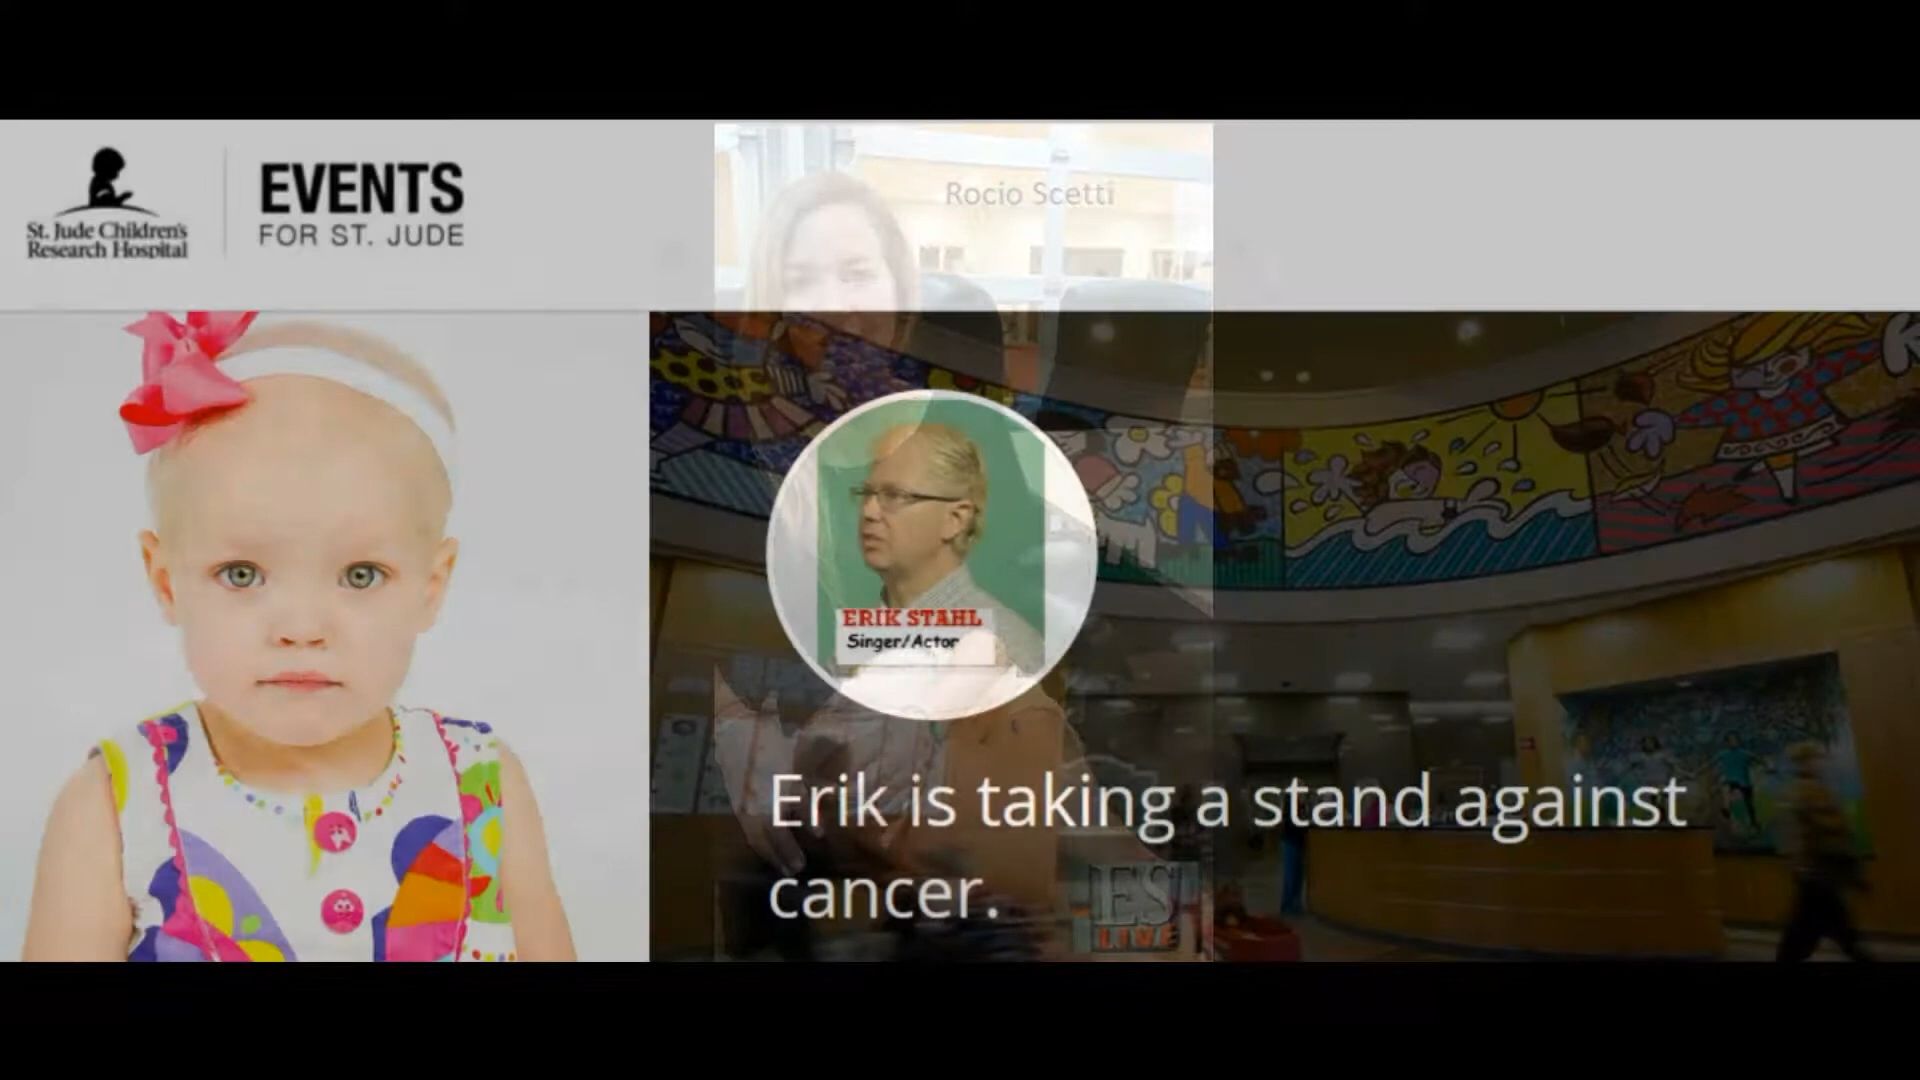 St. Jude Children's
Research Hospital
EVENTS
FOR ST. JUDE
Rocio Scetti
ERIK STAHL
Singer/Actor
Erik is taking a stand against
cancer.
ES
LIVE